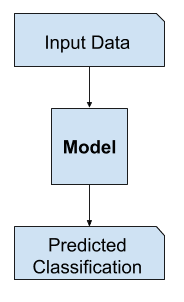 Input Data
Model
Predicted
Classification